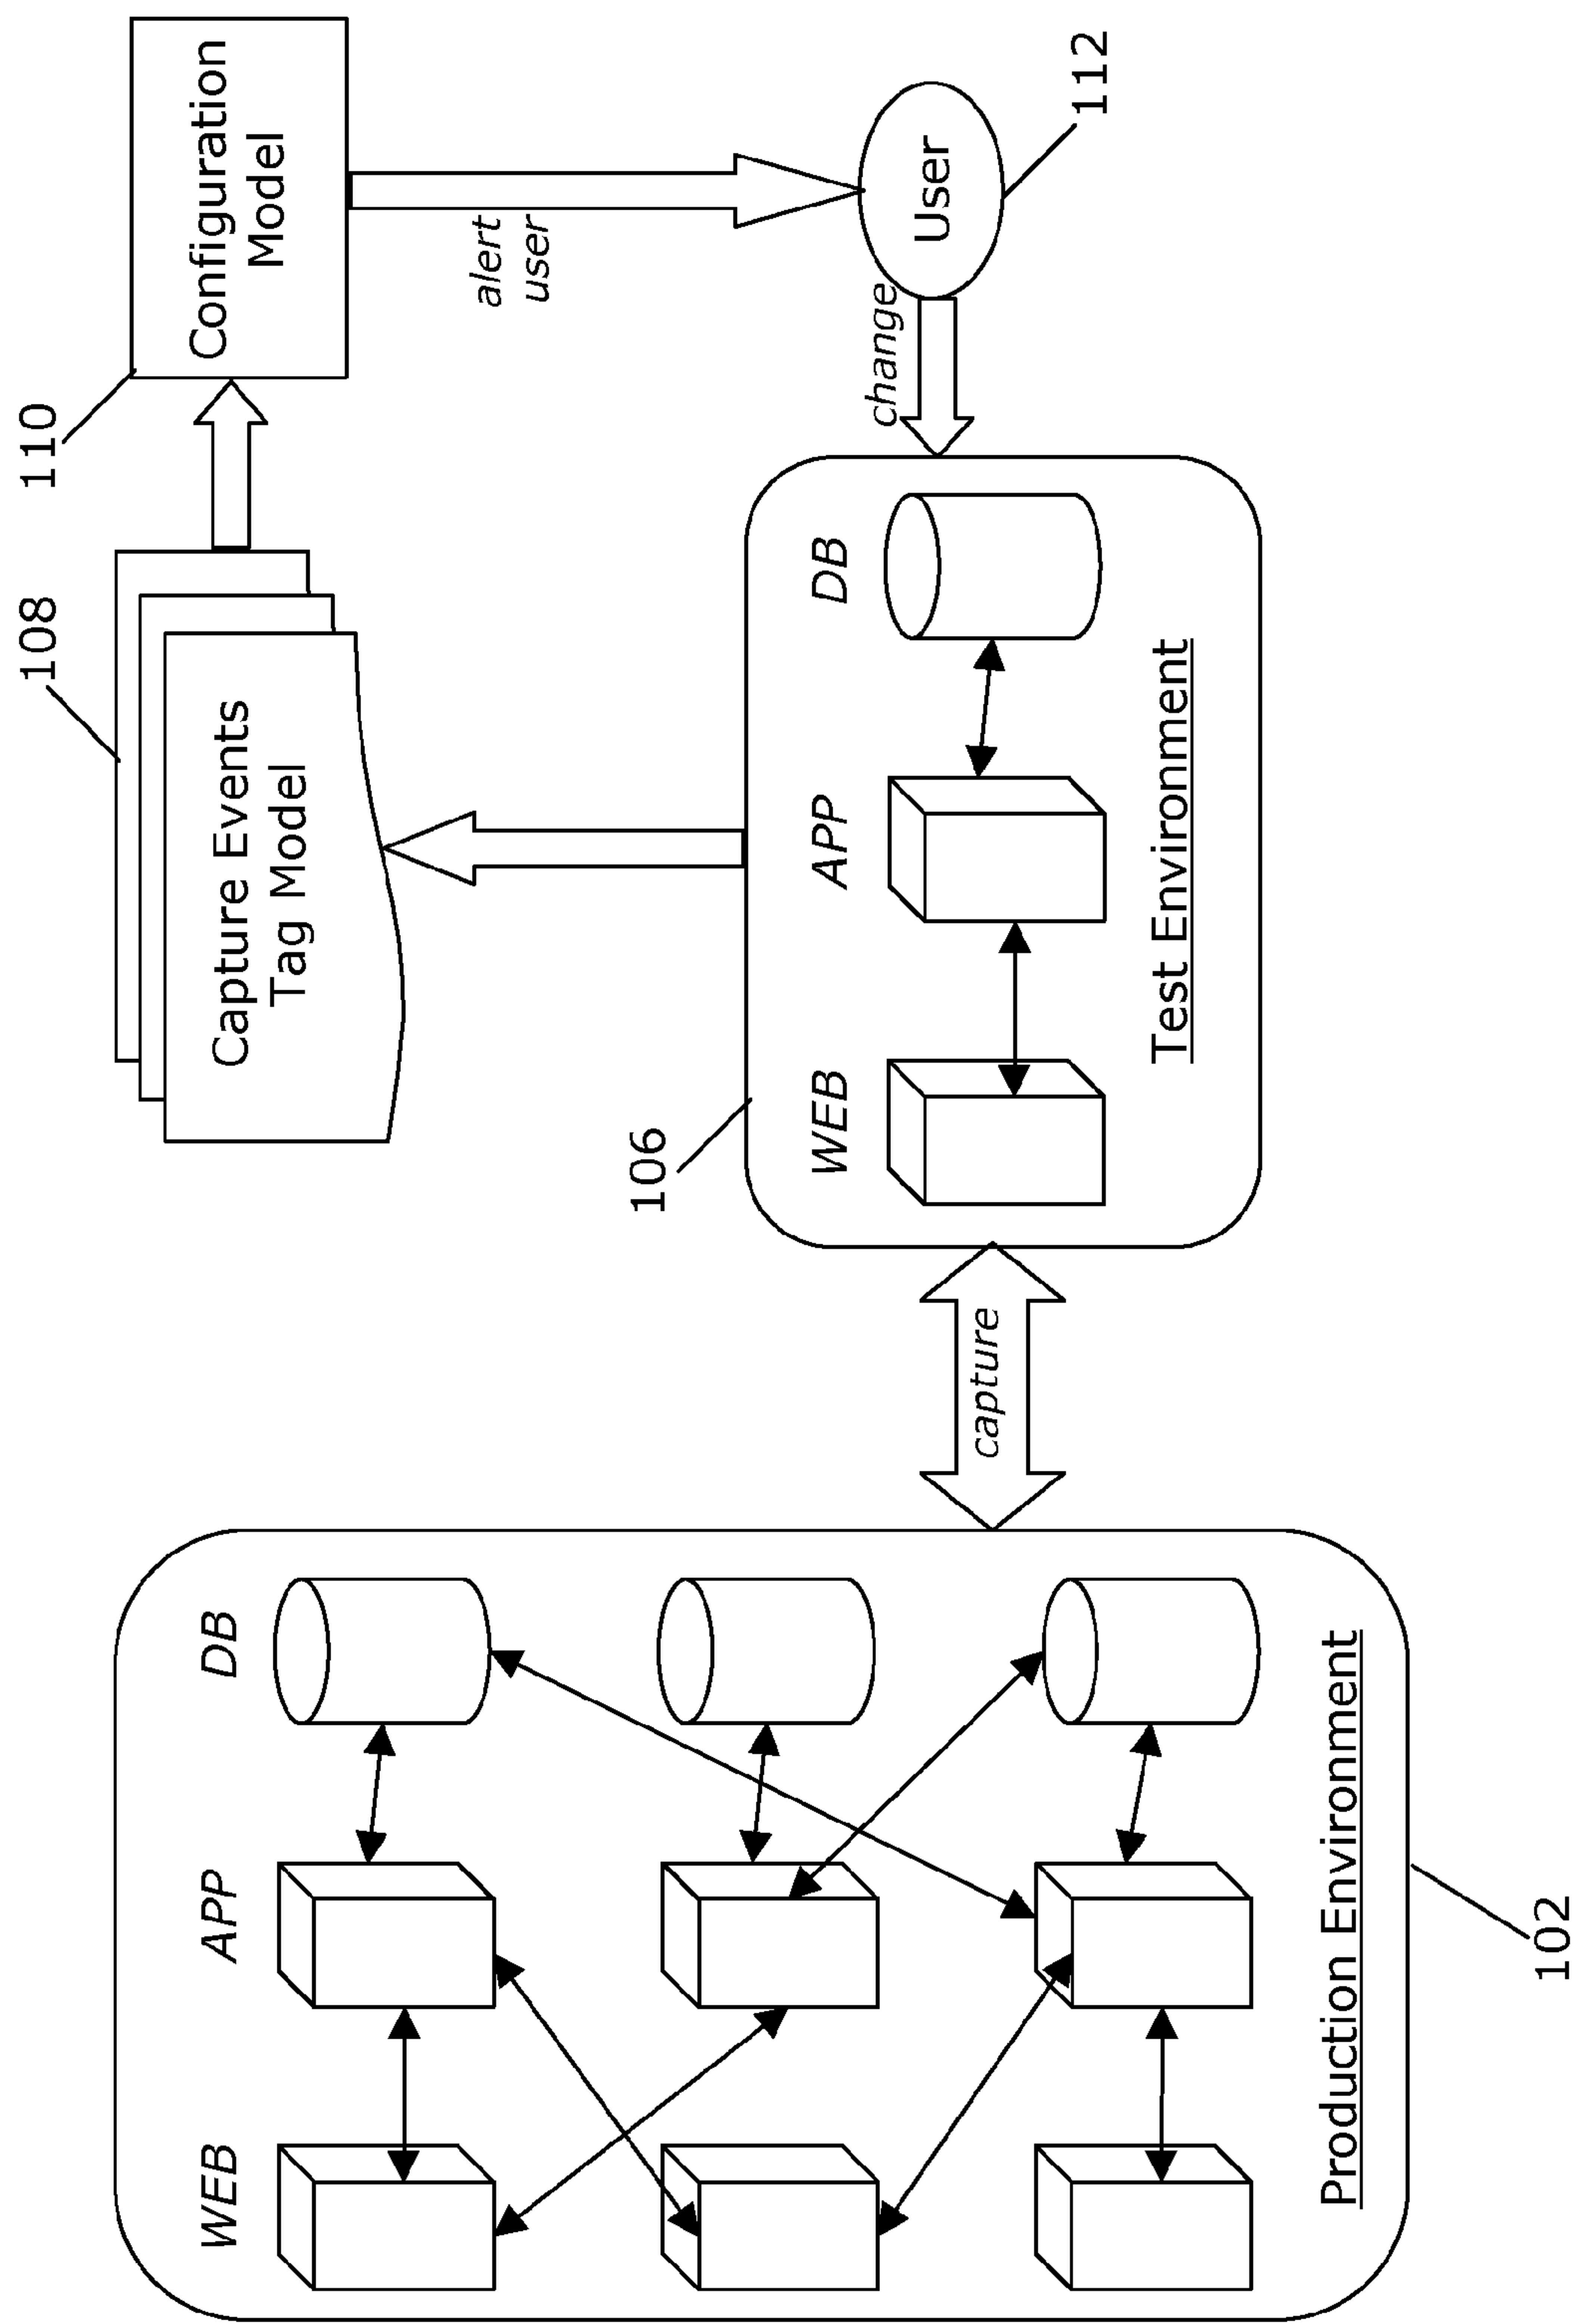 108
110
Capture Events
Tag Model
Configuration
Model
alert
user
106
change
User
112
WEB
APP
DB
Test Environment
capture
WEB
APP
DB
Production Environment
102